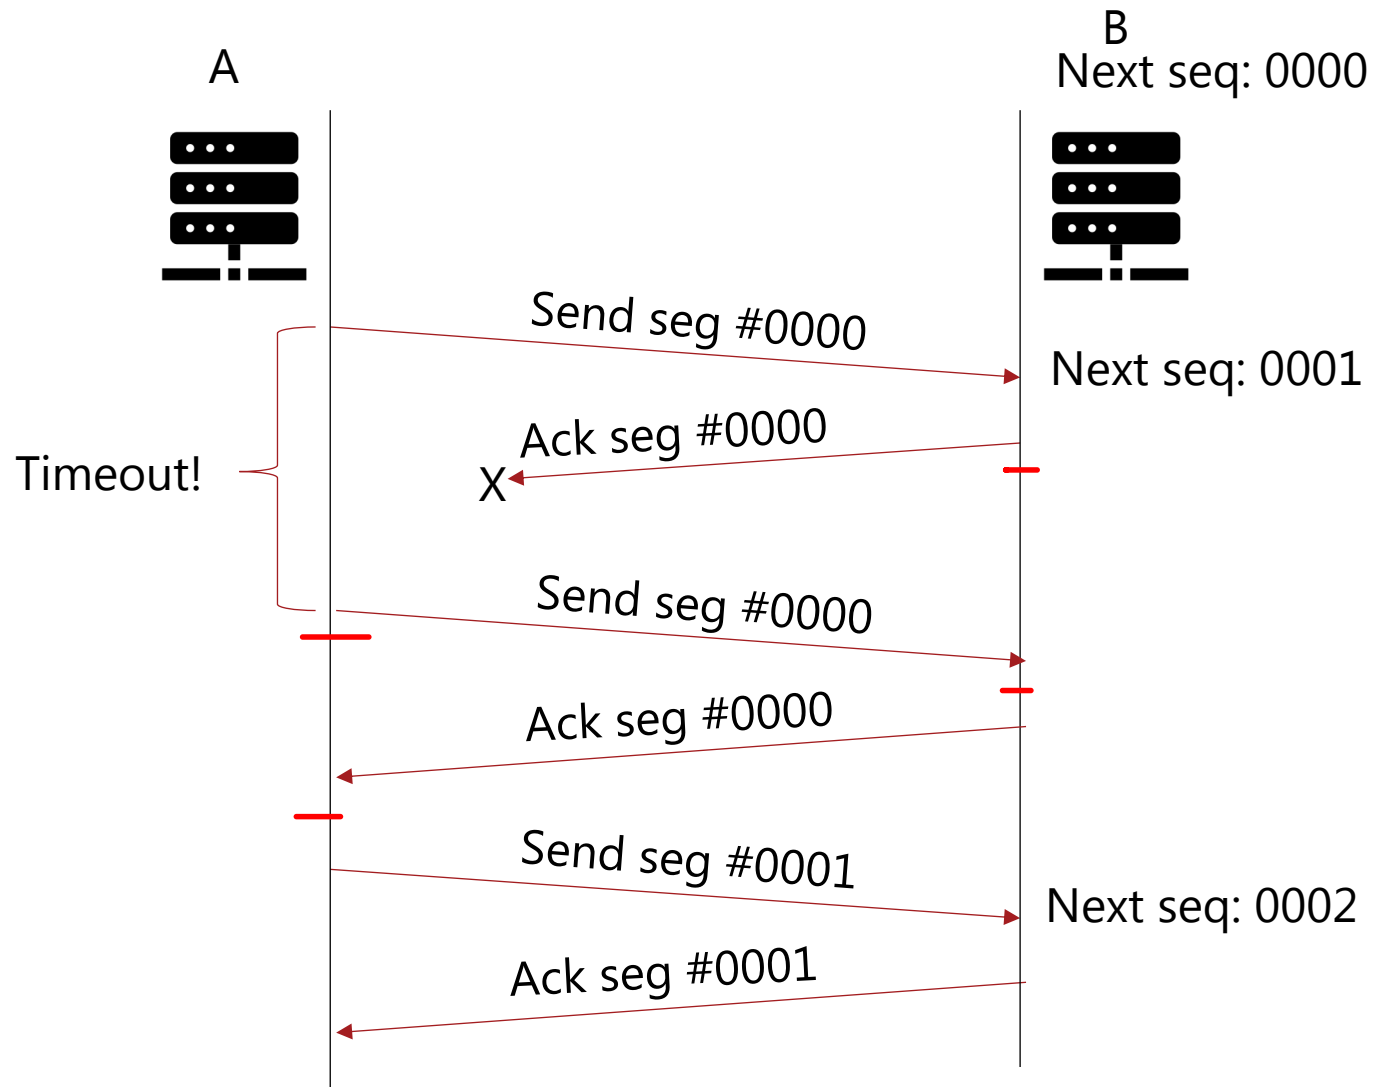 A
B
Next seq: 0000
Send seg #0000
Next seq: 0001
Ack seg #0000
Timeout!
X
Send seg #0000
Ack seg #0000
Send seg #0001
Next seq: 0002
Ack seg #0001